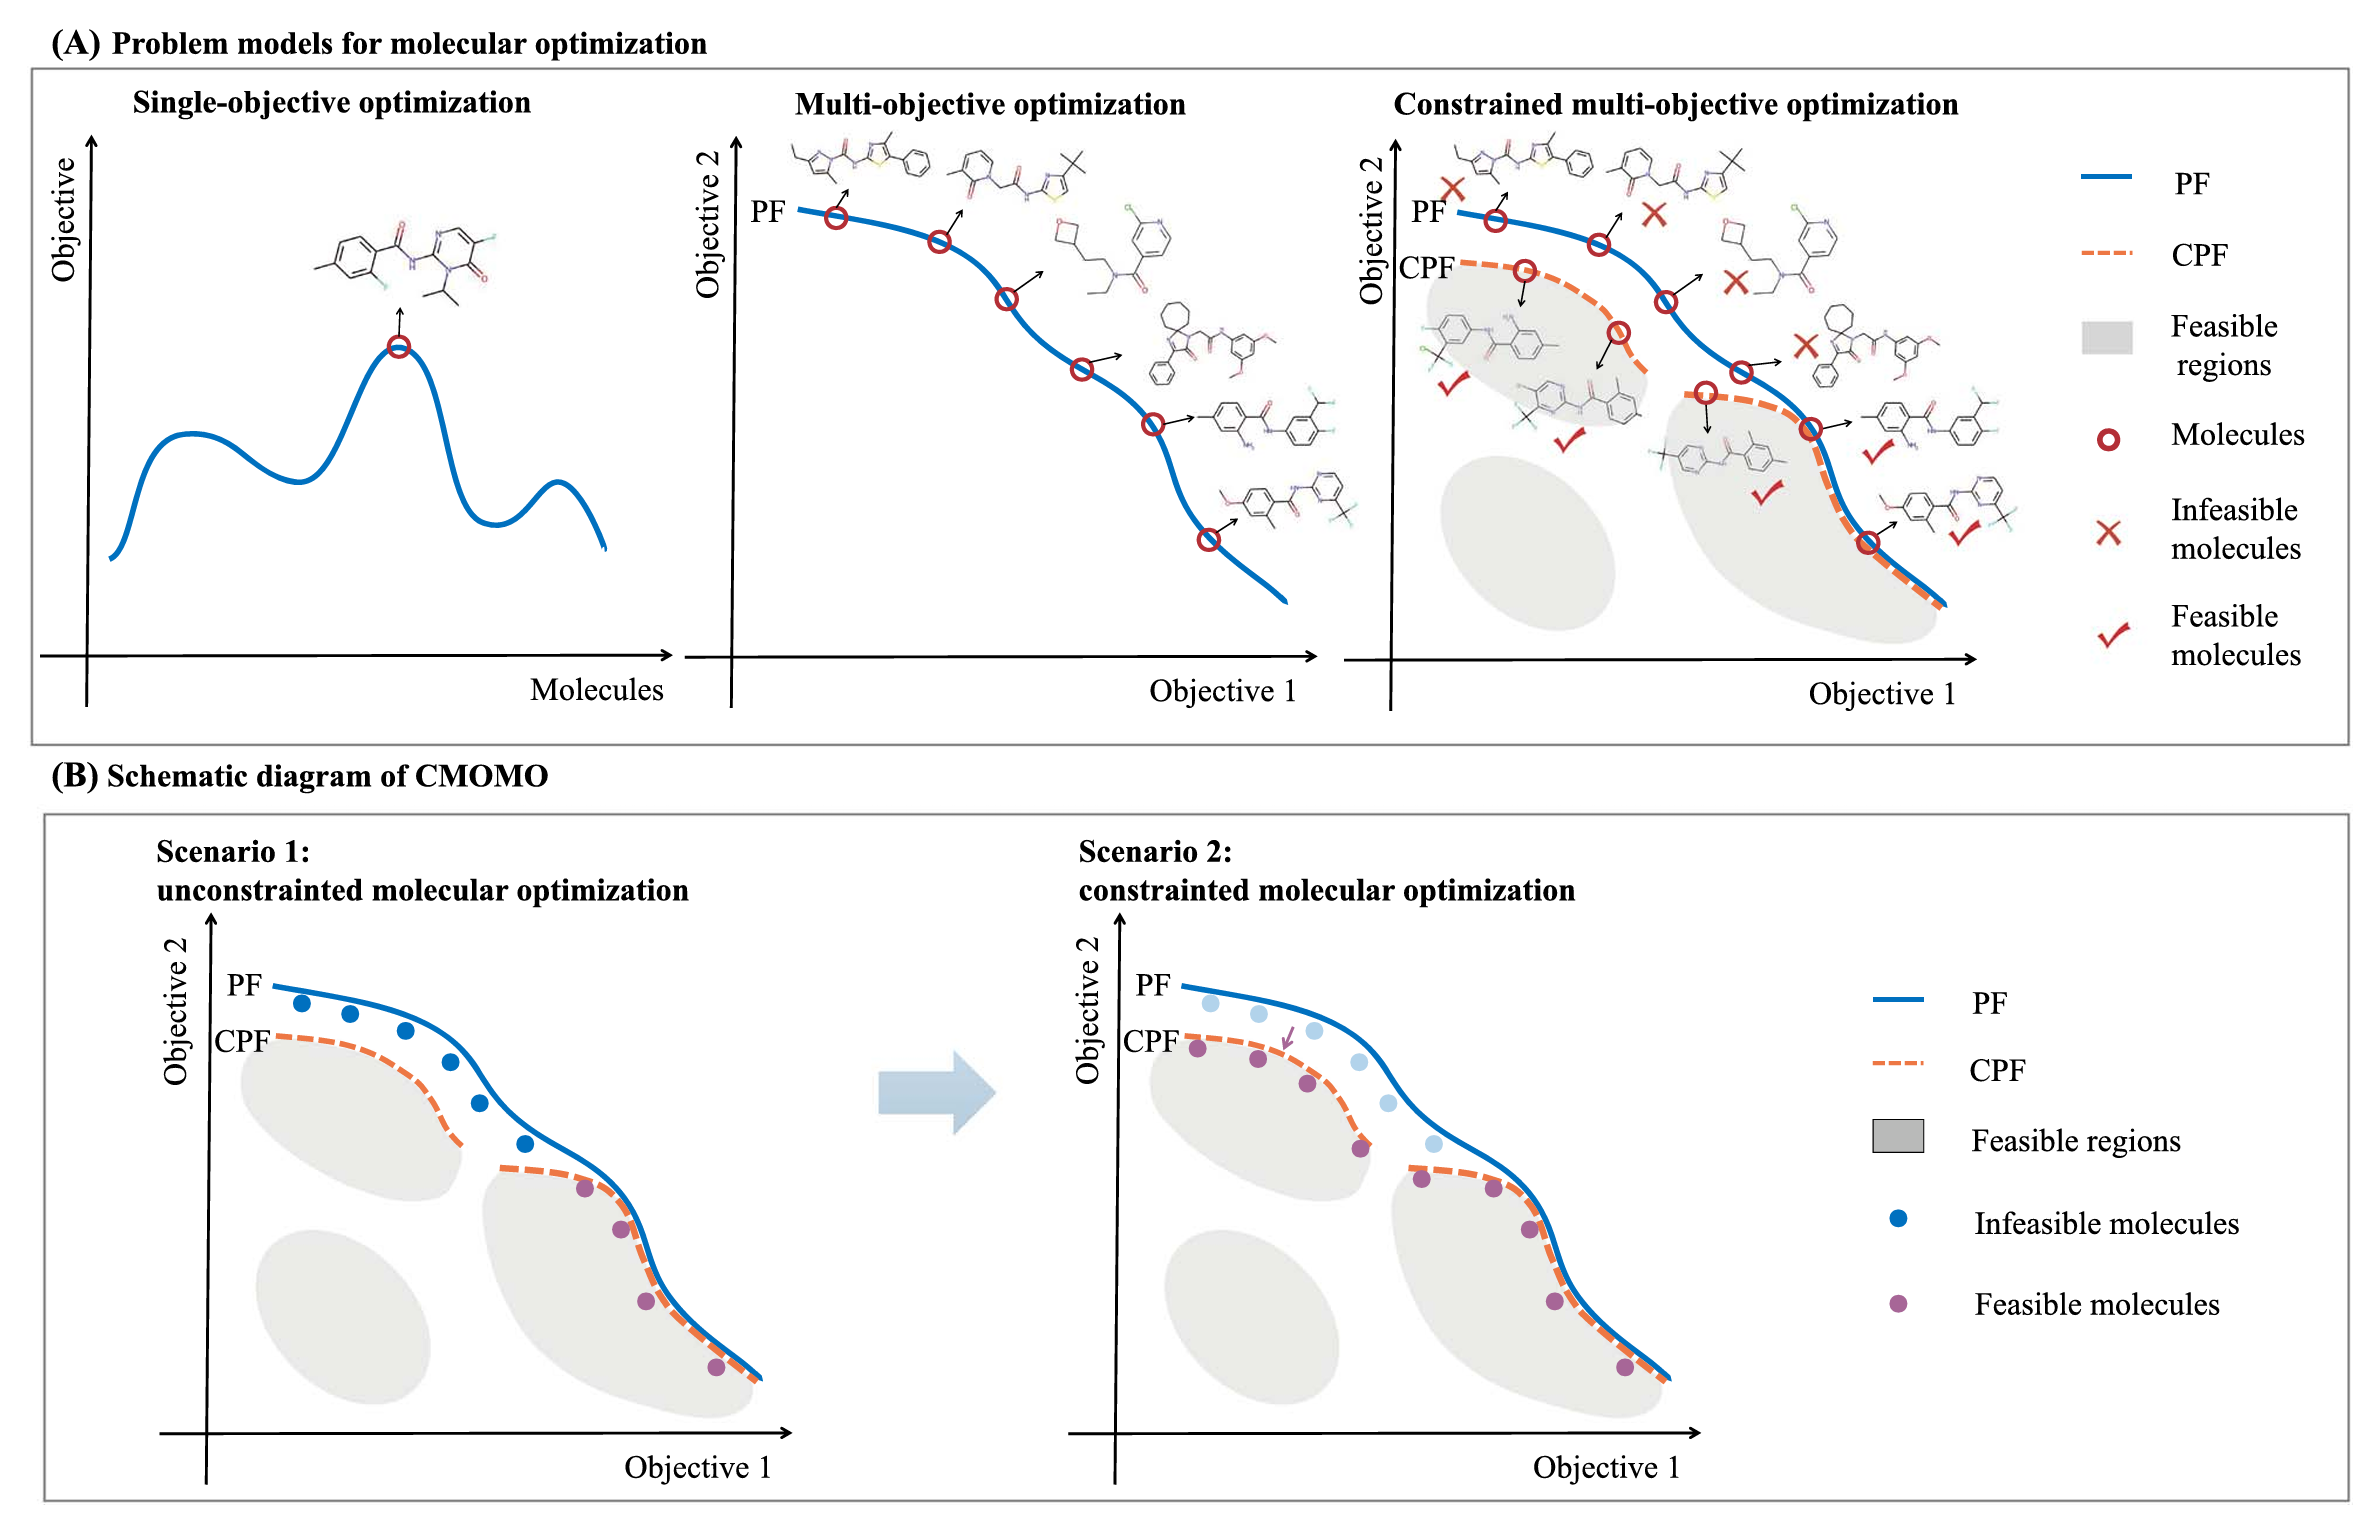 (A) Problem models for molecular optimization
Single-objective optimization
Objective
Molecules
Multi-objective optimization
Objective 2
PF
Objective 1
Constrained multi-objective optimization
Objective 2
PF
CPF
Objective 1
PF
CPF
Feasible
regions
Molecules
Infeasible
molecules
Feasible
molecules
(B) Schematic diagram of CMOMO
Scenario 1:
unconstrainted molecular optimization
Objective 2
PF
CPF
Objective 1
Scenario 2:
constrainted molecular optimization
Objective 2
PF
CPF
Objective 1
PF
CPF
Feasible regions
Infeasible molecules
Feasible molecules